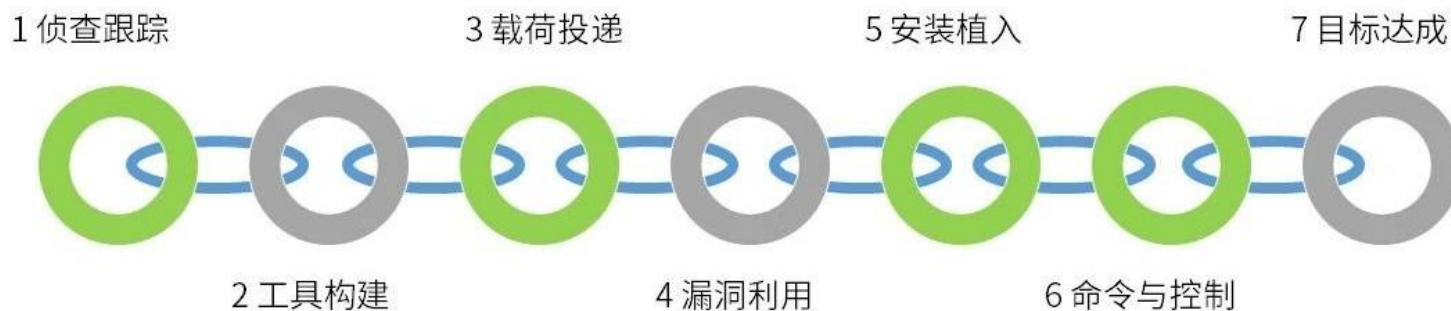 1 侦查跟踪
2 工具构建
3 载荷投递
4 漏洞利用
5 安装植入
6 命令与控制
7 目标达成